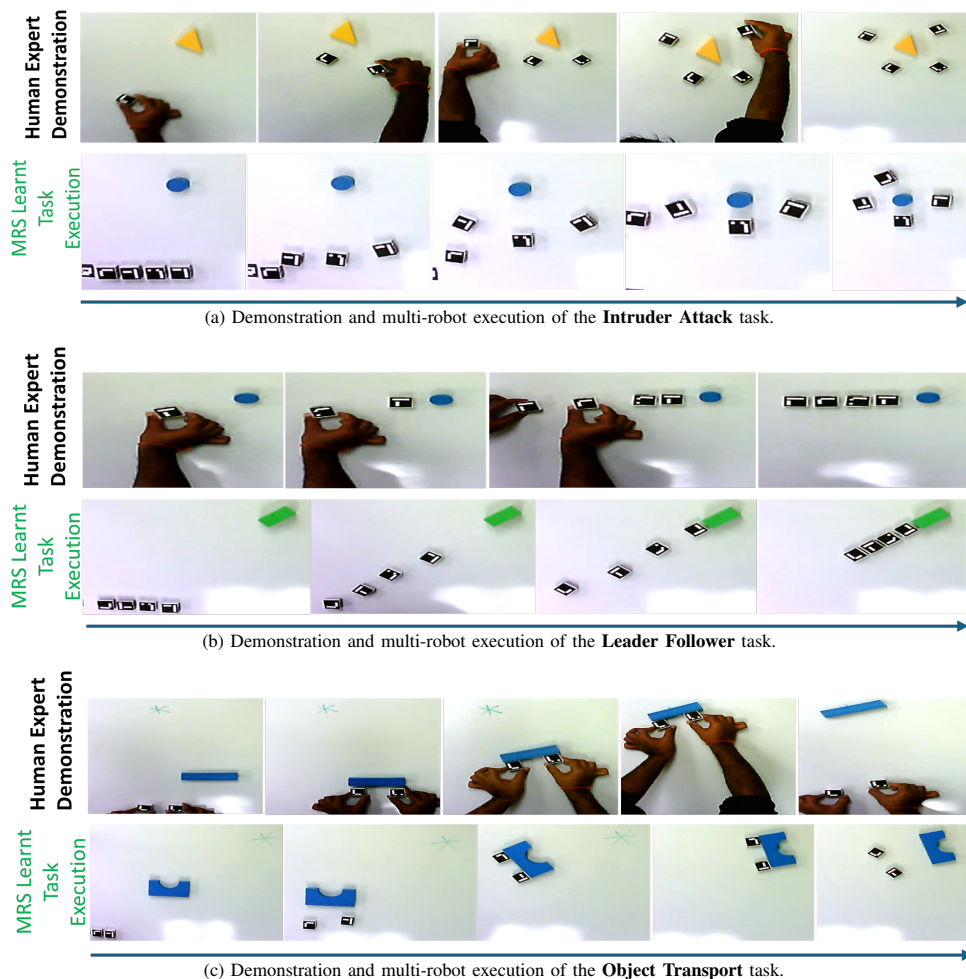 Human Expert
Demonstration
MRS Learnt
Task
Execution
(a) Demonstration and multi-robot execution of the Intruder Attack task.
Human Expert
Demonstration
MRS Learnt
Task
Execution
(b) Demonstration and multi-robot execution of the Leader Follower task.
Human Expert
Demonstration
MRS Learnt
Task
Execution
(c) Demonstration and multi-robot execution of the Object Transport task.